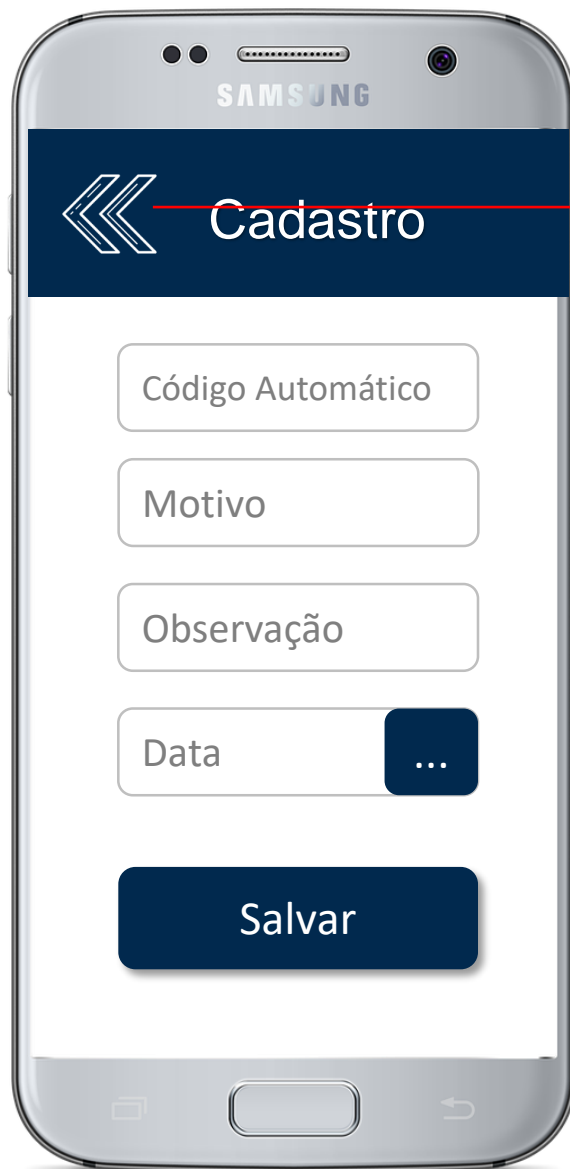 SAMSUNG
Cadastro
Código Automático
Motivo
Observação
Data
...
Salvar